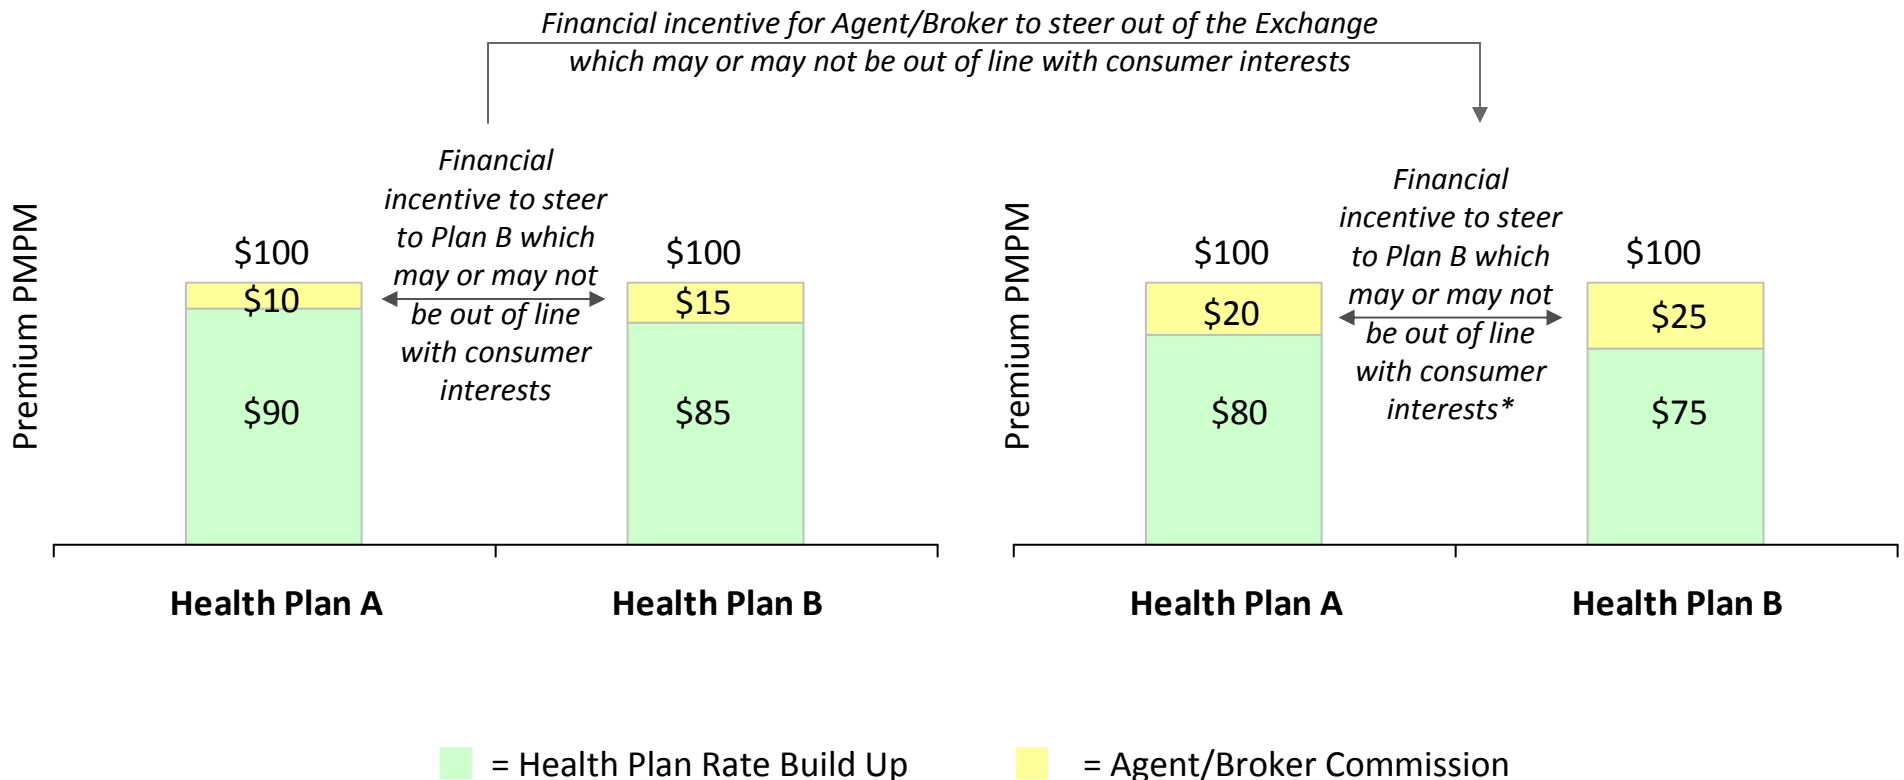 Financial incentive for Agent/Broker to steer out of the Exchange
which may or may not be out of line with consumer interests
Premium PMPM
$100
$10
$90
Financial
incentive to steer
to Plan B which
may or may not
be out of line
with consumer
interests
$100
$15
$85
Health Plan A
Health Plan B
Premium PMPM
$100
$20
$80
Financial
incentive to steer
to Plan B which
may or may not
be out of line
with consumer
interests*
$100
$25
$75
Health Plan A
Health Plan B
= Health Plan Rate Build Up
= Agent/Broker Commission